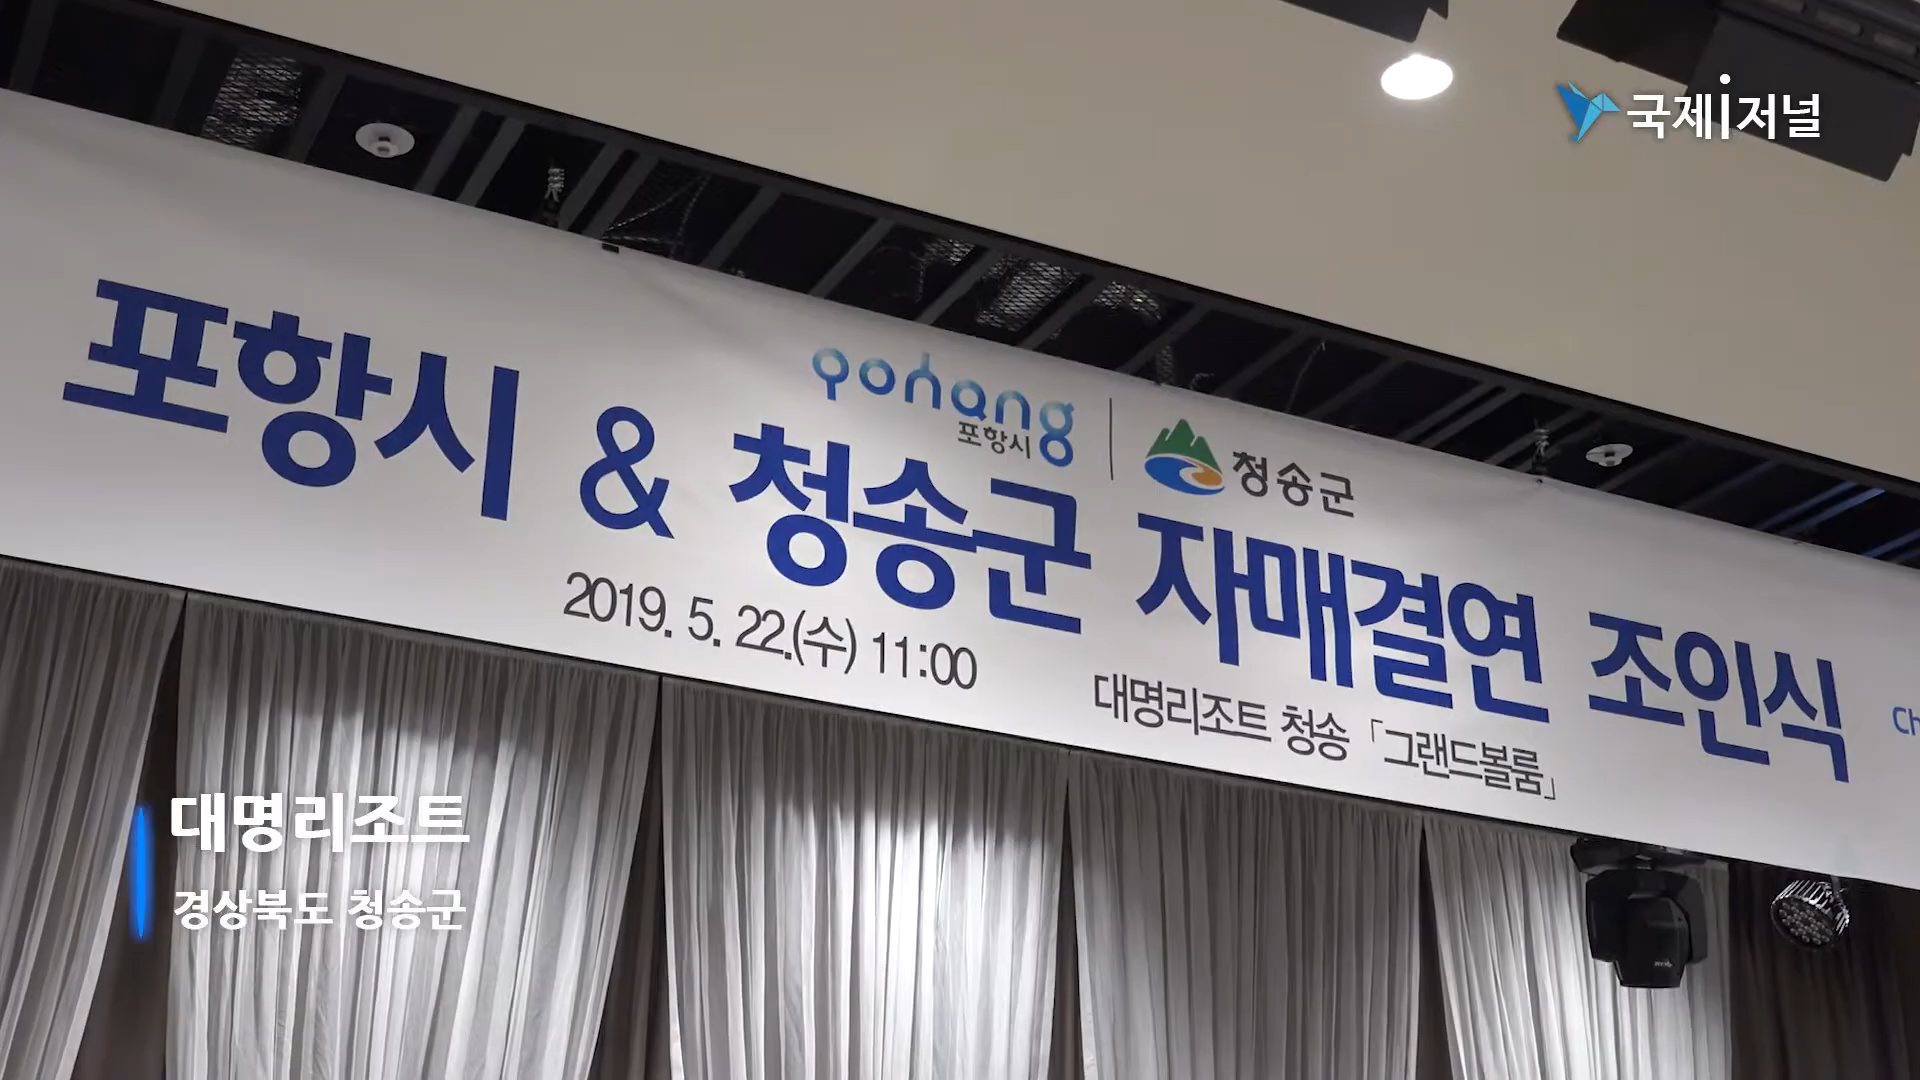 국제i저널
pohang
포항시
청송군
포항시 & 청송군 자매결연 조인식
2019. 5. 22.(수) 11:00
대명리조트 청송 「그랜드볼룸」
Ch
대명리조트
경상북도 청송군